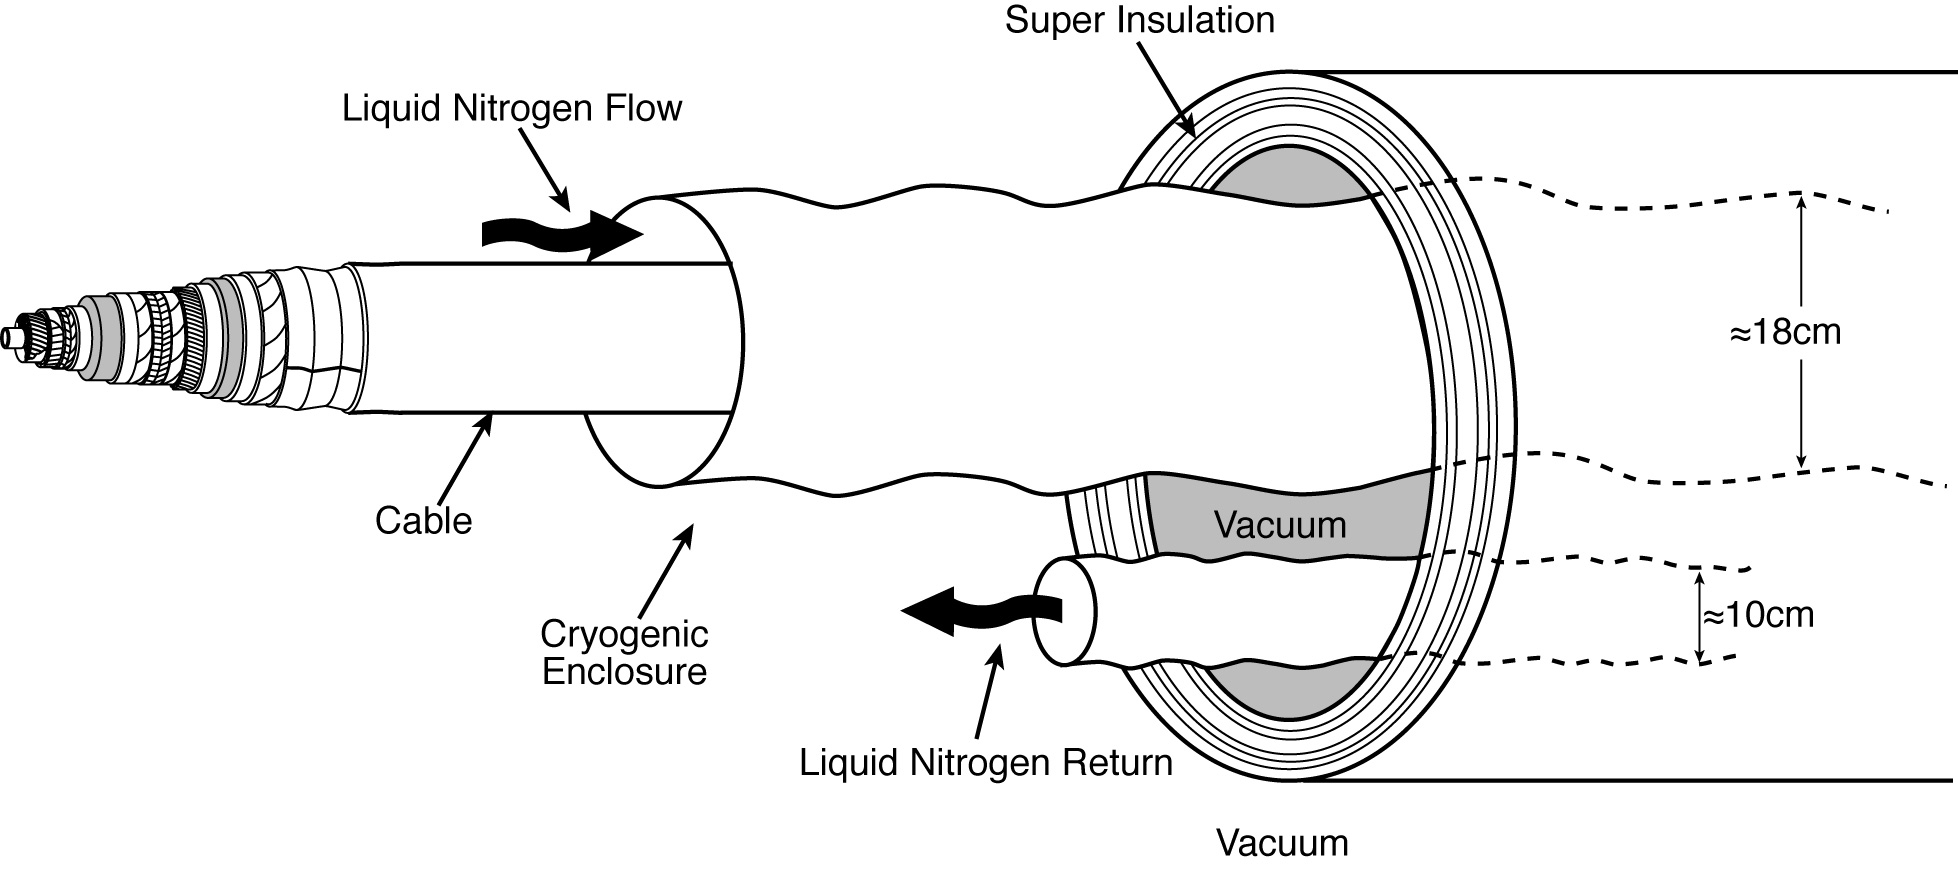 Super Insulation
Liquid Nitrogen Flow
≈18cm
Cable
Vacuum
≈10cm
Cryogenic
Enclosure
Liquid Nitrogen Return
Vacuum